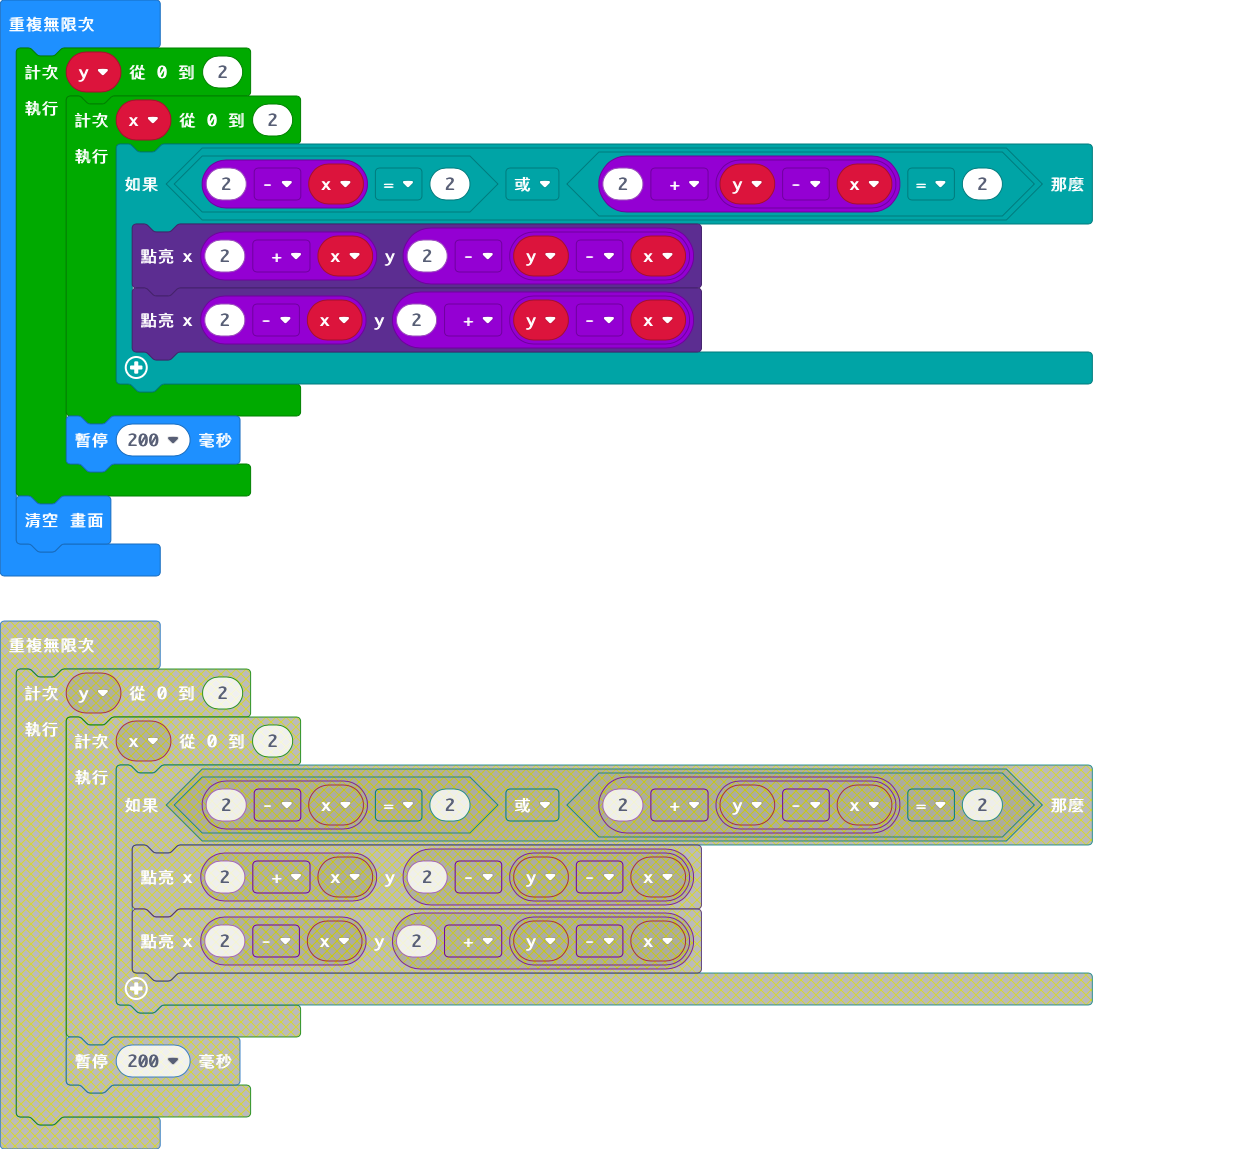 重複無限次
計次 y 從 0 到 2
執行 計次 x 從 0 到 2
執行 如果 2 - x = 2 或 2 + y - x = 2 那麼
點亮 x 2 + x y 2 - y - x
點亮 x 2 - x y 2 + y - x
暫停 200 毫秒
清空 畫面
重複無限次
計次 y 從 0 到 2
執行 計次 x 從 0 到 2
執行 如果 2 - x = 2 或 2 + y - x = 2 那麼
點亮 x 2 + x y 2 - y - x
點亮 x 2 - x y 2 + y - x
暫停 200 毫秒